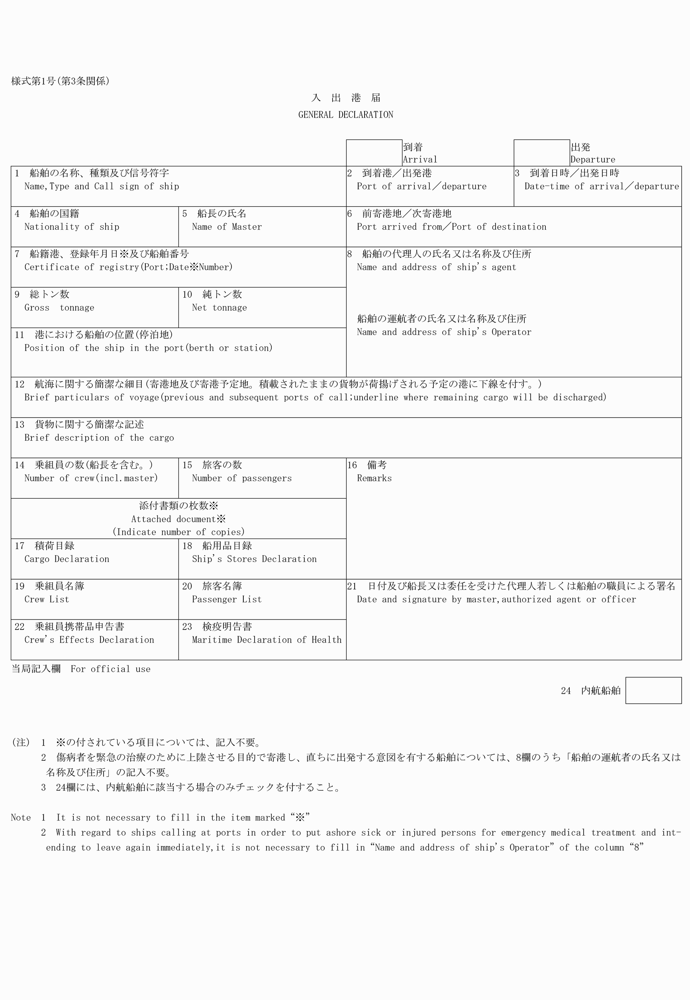 様式第1号(第3条関係)
入　出　港　届
GENERAL DECLARATION
到着
Arrival
出発
Departure
1　船舶の名称、種類及び信号符字
Name,Type and Call sign of ship
2　到着港／出発港
Port of arrival／departure
3　到着日時／出発日時
Date-time of arrival／departure
4　船舶の国籍
Nationality of ship
5　船長の氏名
Name of Master
6　前寄港地／次寄港地
Port arrived from／Port of destination
7　船籍港、登録年月日※及び船舶番号
Certificate of registry(Port;Date※Number)
8　船舶の代理人の氏名又は名称及び住所
Name and address of ship's agent
9　総トン数
Gross　tonnage
10　純トン数
Net tonnage
船舶の運航者の氏名又は名称及び住所
Name and address of ship's Operator
11　港における船舶の位置(停泊地)
Position of the ship in the port(berth or station)
12　航海に関する簡潔な細目(寄港地及び寄港予定地。積載されたままの貨物が荷揚げされる予定の港に下線を付す。)
Brief particulars of voyage(previous and subsequent ports of call;underline where remaining cargo will be discharged)
13　貨物に関する簡潔な記述
Brief description of the cargo
14　乗組員の数(船長を含む。)
Number of crew(incl.master)
15　旅客の数
Number of passengers
16　備考
Remarks
添付書類の枚数※
Attached document※
(Indicate number of copies)
17　積荷目録
Cargo Declaration
18　船用品目録
Ship's Stores Declaration
19　乗組員名簿
Crew List
20　旅客名簿
Passenger List
21　日付及び船長又は委任を受けた代理人若しくは船舶の職員による署名
Date and signature by master,authorized agent or officer
22　乗組員携帯品申告書
Crew's Effects Declaration
23　検疫明告書
Maritime Declaration of Health
当局記入欄　For official use
24　内航船舶
(注)　1　※の付されている項目については、記入不要。
2　傷病者を緊急の治療のために上陸させる目的で寄港し、直ちに出発する意図を有する船舶については、8欄のうち「船舶の運航者の氏名又は
名称及び住所」の記入不要。
3　24欄には、内航船舶に該当する場合のみチェックを付すること。
Note　1　It is not necessary to fill in the item marked “※”
2　With regard to ships calling at ports in order to put ashore sick or injured persons for emergency medical treatment and int-
ending to leave again immediately,it is not necessary to fill in “Name and address of ship's Operator” of the column “8”